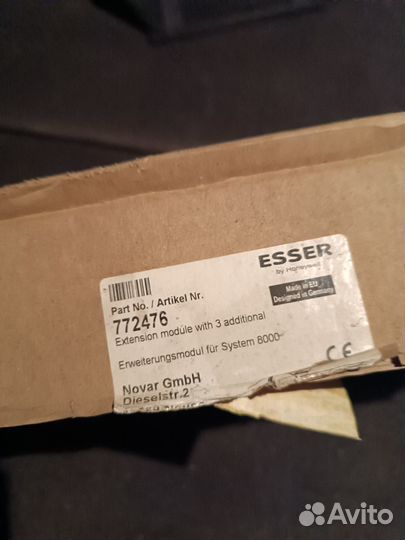 ESSER
by Honeywell
Part No. / Artikel Nr.
772476
Made in EU
Designed in Germany
Extension module with 3 additional
Erweiterungsmodul für System 8000
CE
Novar GmbH
Dieselstr.2
Avito